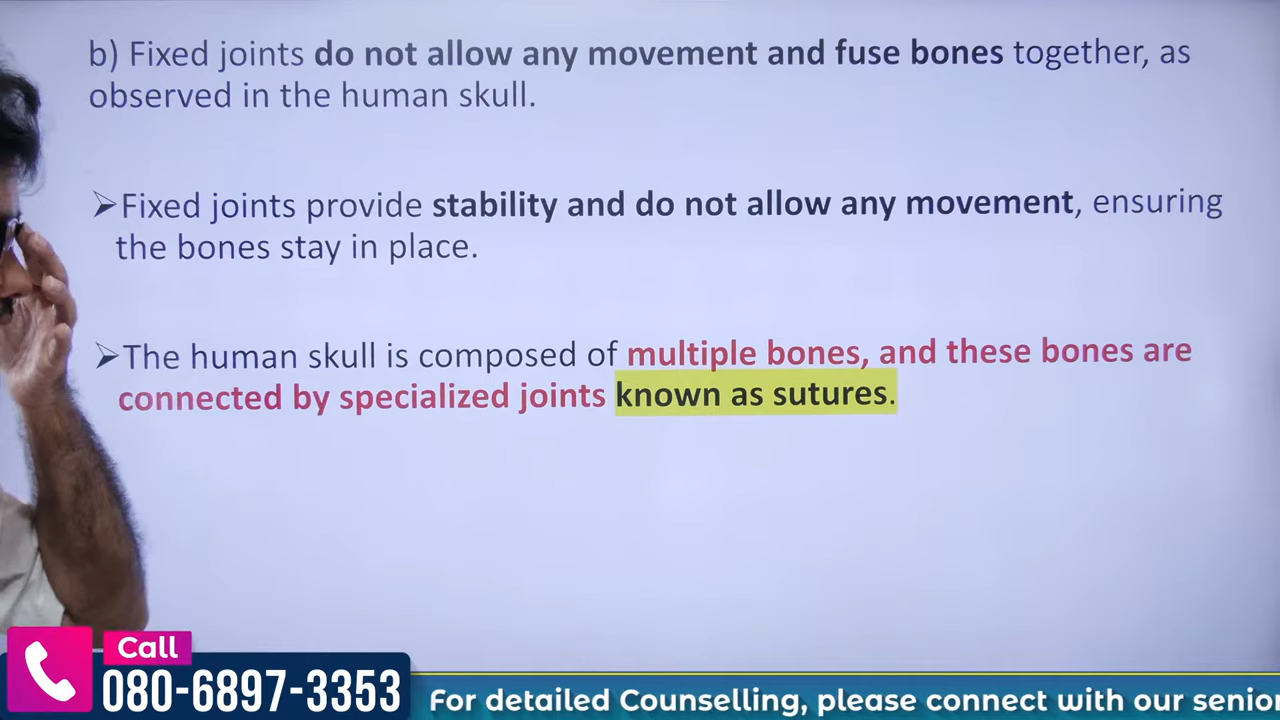 b) Fixed joints do not allow any movement and fuse bones together, as
observed in the human skull.
➢Fixed joints provide stability and do not allow any movement, ensuring
the bones stay in place.
➢The human skull is composed of multiple bones, and these bones are
connected by specialized joints known as sutures.
Call
080-6897-3353
For detailed Counselling, please connect with our senior